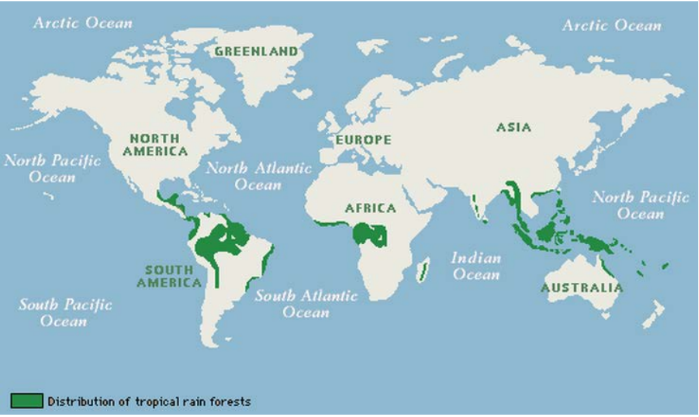 Arctic Ocean
Arctic Ocean
GREENLAND
NORTH
AMERICA
EUROPE
ASIA
North Pacific
Ocean
North Atlantic
Ocean
North Pacific
Ocean
AFRICA
SOUTH
AMERICA
Indian
Ocean
AUSTRALIA
South Pacific
Ocean
South Atlantic
Ocean
Distribution of tropical rain forests